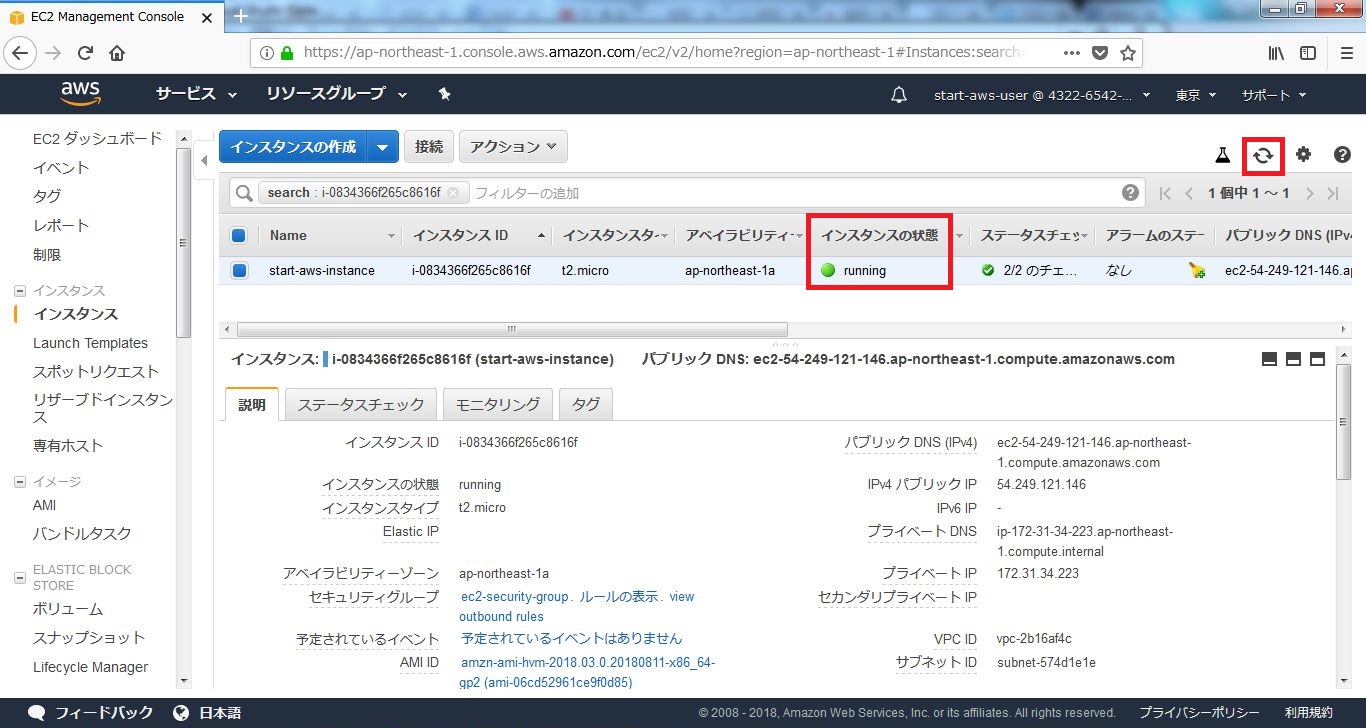 EC2 Management Console
https://ap-northeast-1.console.aws.amazon.com/ec2/v2/home?region=ap-northeast-1#Instances:search=
aws サービス リソースグループ start-aws-user @ 4322-6542-... 東京 サポート
EC2 ダッシュボード
イベント
タグ
レポート
制限
インスタンス
インスタンス
Launch Templates
スポットリクエスト
リザーブドインスタン
ス
専有ホスト
イメージ
AMI
バンドルタスク
ELASTIC BLOCK
STORE
ボリューム
スナップショット
Lifecycle Manager
インスタンスの作成 接続 アクション
search : i-0834366f265c8616f フィルターの追加 1 個中 1 ～ 1
Name インスタンス ID インスタンスタ アベイラビリティー インスタンスの状態 ステータスチェッ アラームのステー パブリック DNS (IPv
start-aws-instance i-0834366f265c8616f t2.micro ap-northeast-1a running 2/2 のチェ... なし ec2-54-249-121-146.ap
インスタンス: i-0834366f265c8616f (start-aws-instance) パブリック DNS: ec2-54-249-121-146.ap-northeast-1.compute.amazonaws.com
説明 ステータスチェック モニタリング タグ
インスタンス ID i-0834366f265c8616f パブリック DNS (IPv4) ec2-54-249-121-146.ap-northeast-
1.compute.amazonaws.com
インスタンスの状態 running IPv4 パブリック IP 54.249.121.146
インスタンスタイプ t2.micro IPv6 IP -
Elastic IP プライベート DNS ip-172-31-34-223.ap-northeast-
1.compute.internal
アベイラビリティーゾーン ap-northeast-1a プライベート IP 172.31.34.223
セキュリティグループ ec2-security-group. ルールの表示. view セカンダリプライベート IP
outbound rules
予定されているイベント 予定されているイベントはありません VPC ID vpc-2b16af4c
AMI ID amzn-ami-hvm-2018.03.0.20180811-x86_64- サブネット ID subnet-574d1e1e
gp2 (ami-06cd52961ce9f0d85)
フィードバック 日本語 © 2008 - 2018, Amazon Web Services, Inc. or its affiliates. All rights reserved. プライバシーポリシー 利用規約